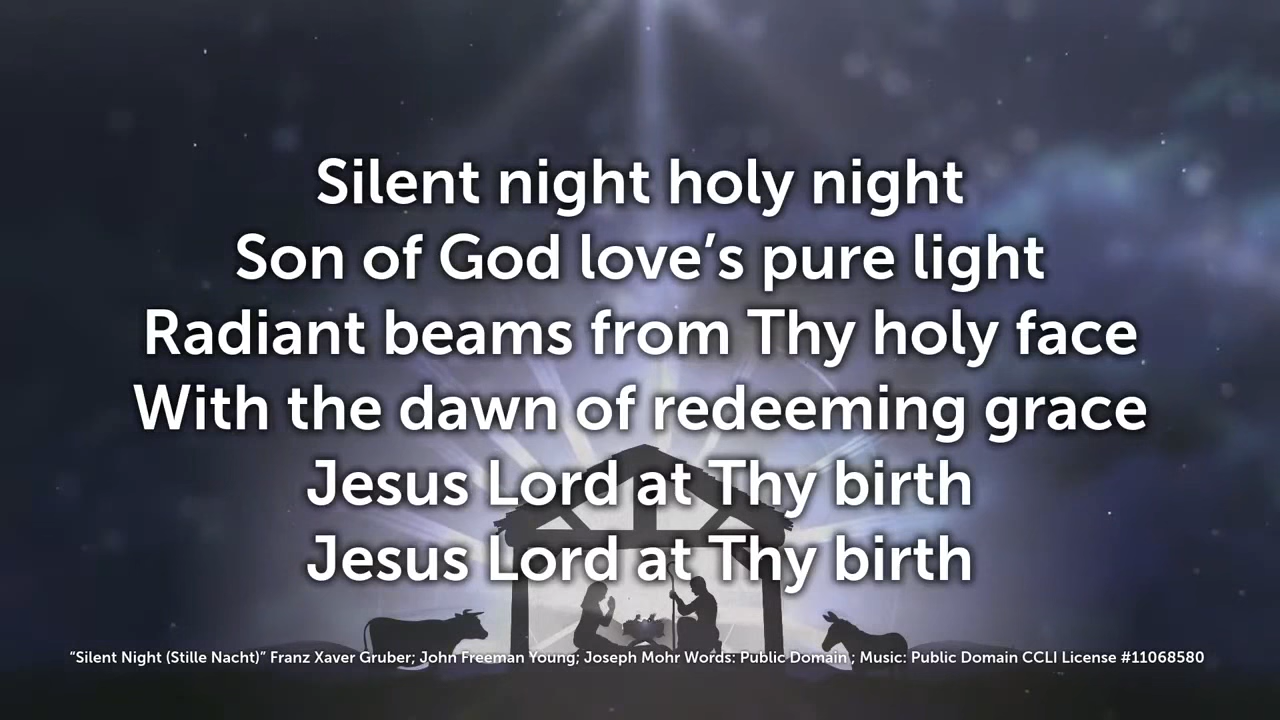 Silent night holy night
Son of God love’s pure light
Radiant beams from Thy holy face
With the dawn of redeeming grace
Jesus Lord at Thy birth
Jesus Lord at Thy birth
“Silent Night (Stille Nacht)” Franz Xaver Gruber; John Freeman Young; Joseph Mohr Words: Public Domain ; Music: Public Domain CCLI License #11068580